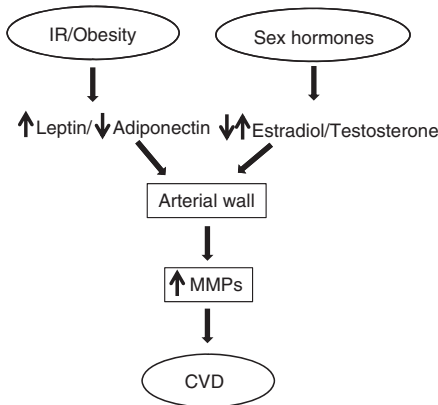 IR/Obesity
Sex hormones
↑Leptin/↓Adiponectin
↓↑Estradiol/Testosterone
Arterial wall
↑MMPs
CVD